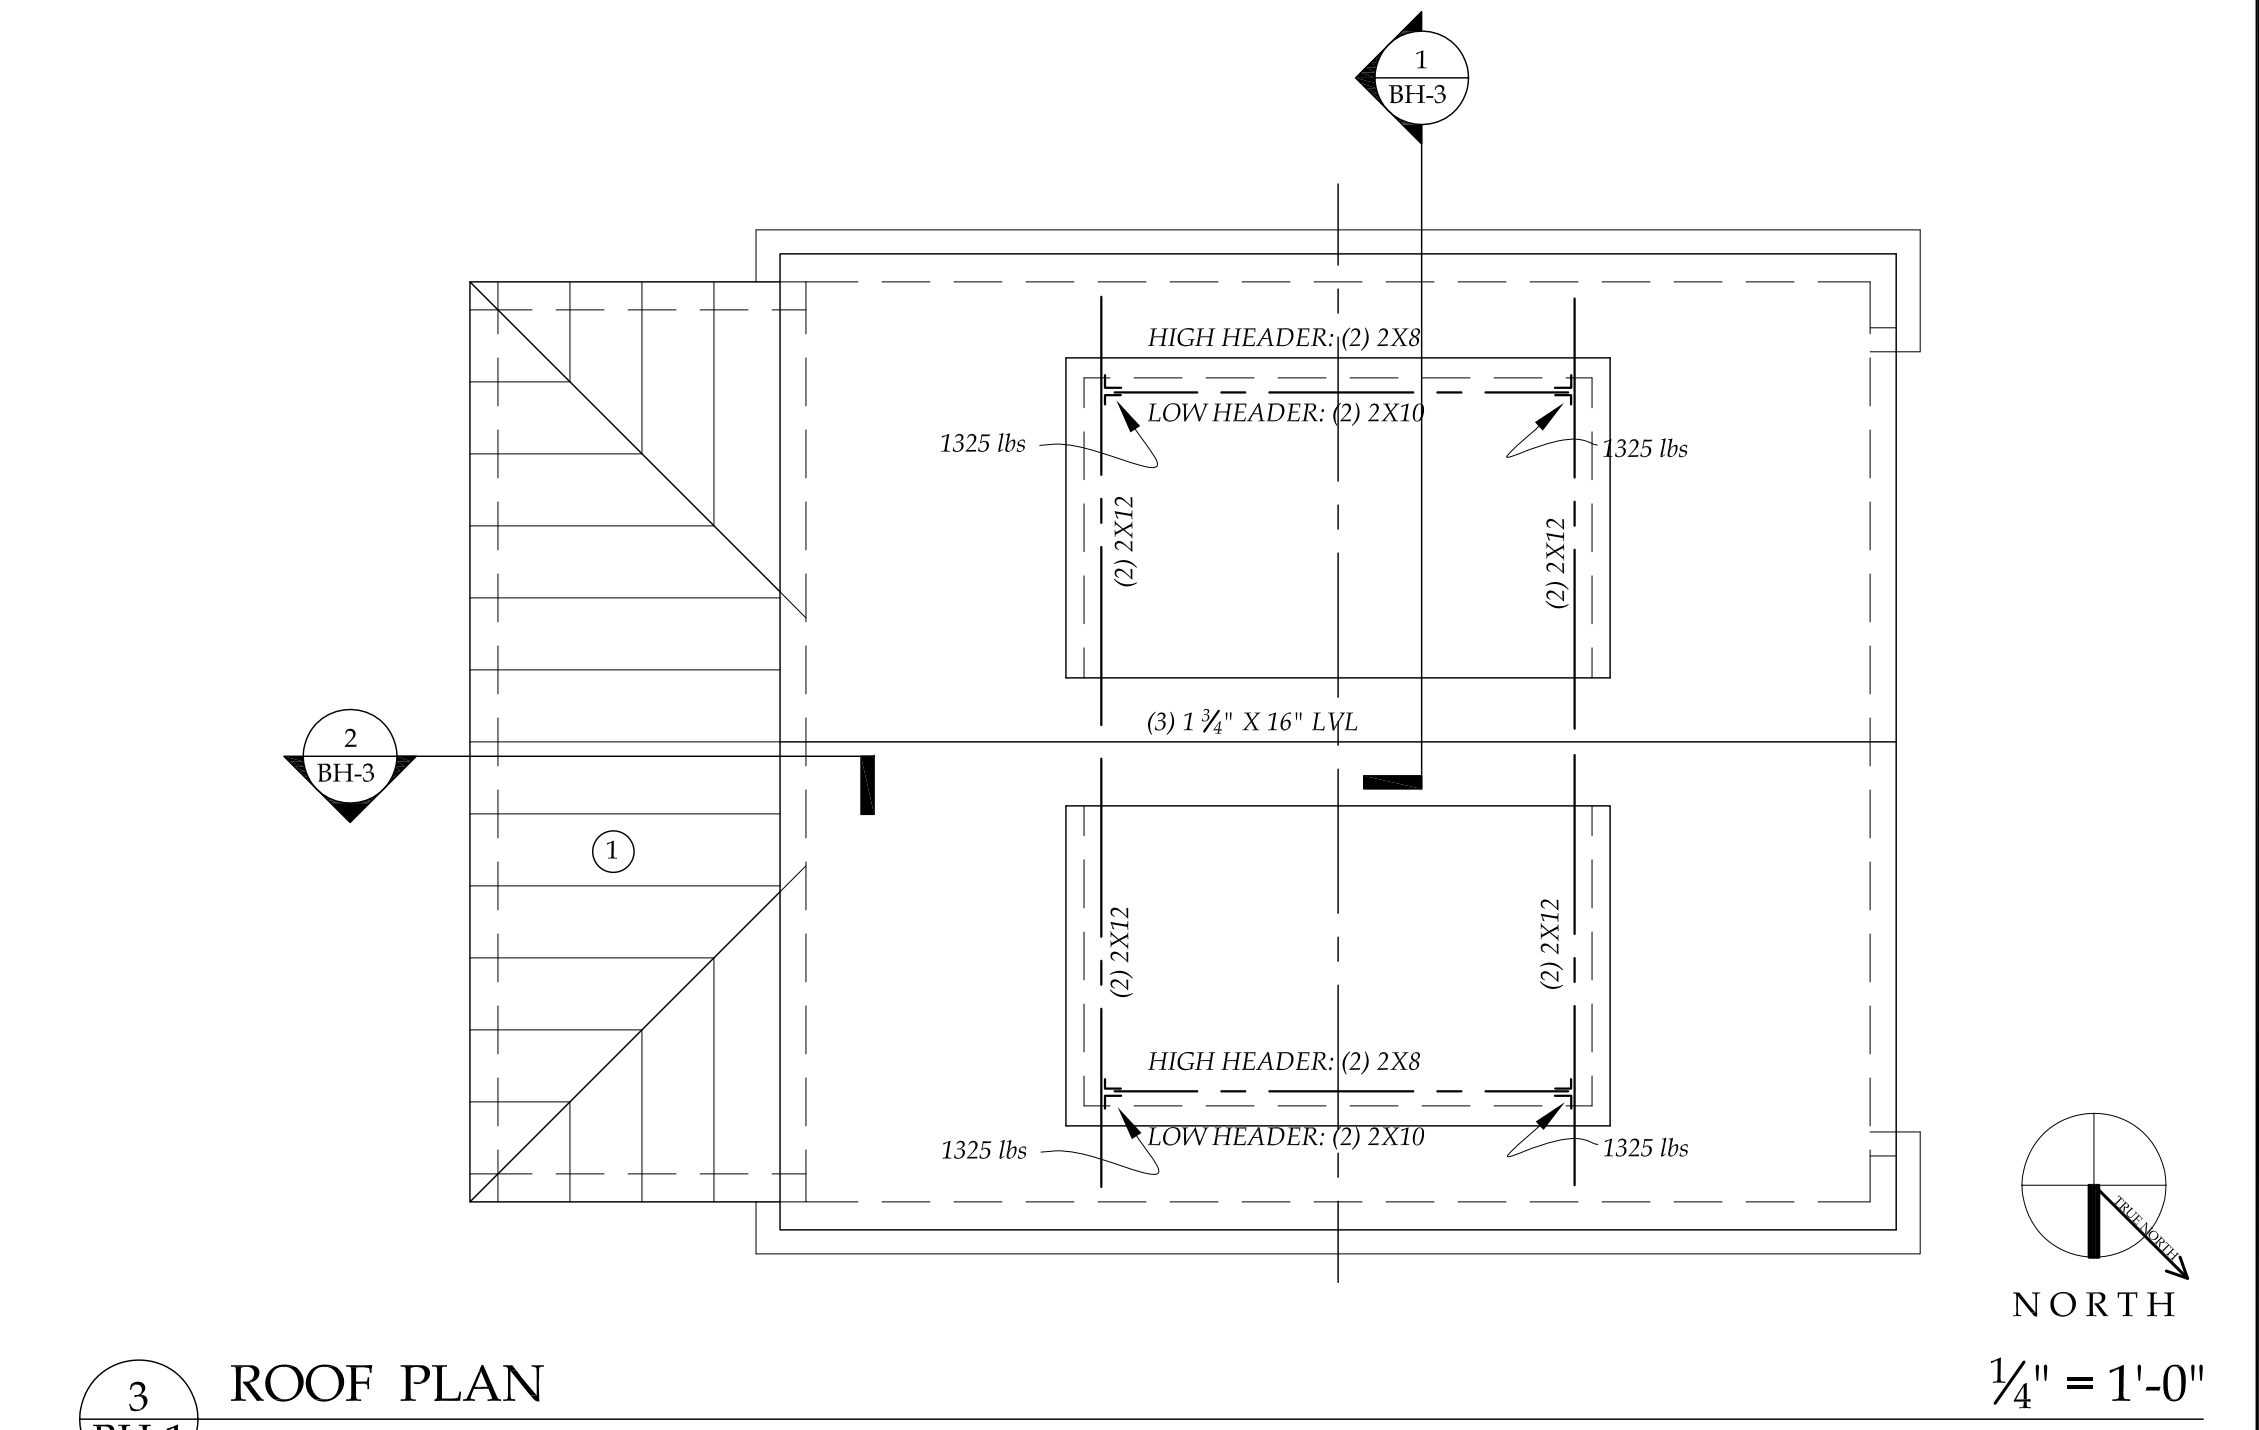 1
BH-3
HIGH HEADER: (2) 2X8
LOW HEADER: (2) 2X10
1325 lbs
1325 lbs
(2) 2X12
(2) 2X12
(3) 1 ¾" X 16" LVL
2
BH-3
1
(2) 2X12
(2) 2X12
HIGH HEADER: (2) 2X8
LOW HEADER: (2) 2X10
1325 lbs
1325 lbs
TRUE NORTH
NORTH
3
ROOF PLAN
¼" = 1'-0"